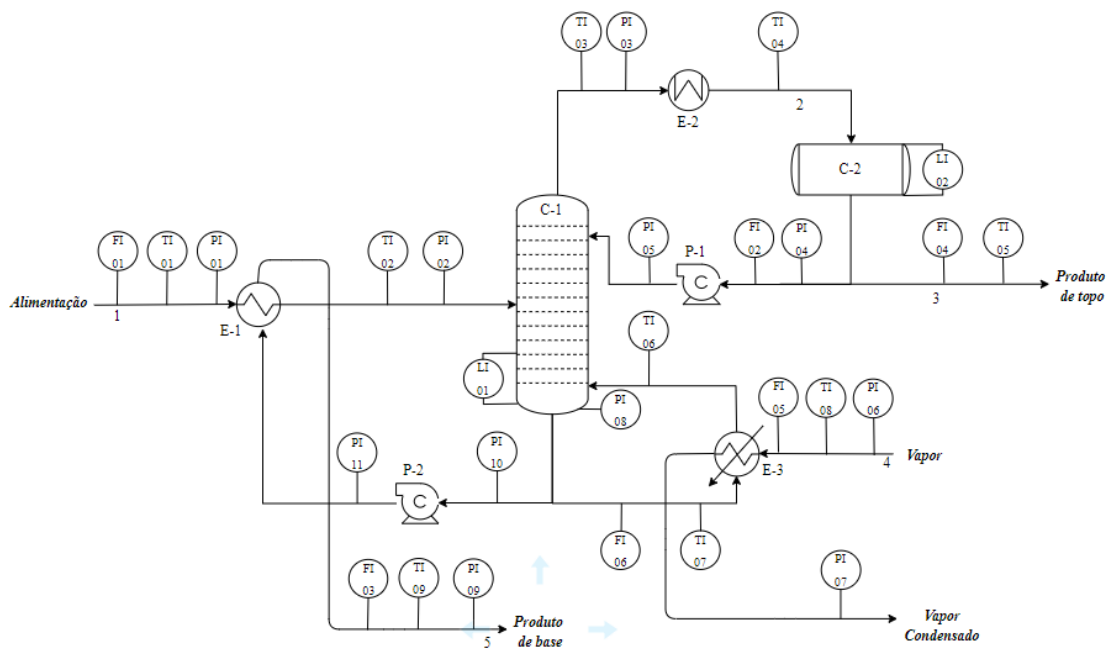 TI
03
PI
03
TI
04
E-2
2
C-2
LI
02
C-1
FI
01
TI
01
PI
01
TI
02
PI
02
PI
05
P-1
FI
02
PI
04
FI
04
TI
05
Alimentação
1
E-1
3
Produto
de topo
TI
06
LI
01
PI
08
FI
05
TI
08
PI
06
E-3
4
Vapor
PI
11
P-2
PI
10
FI
06
TI
07
FI
03
TI
09
PI
09
PI
07
5
Produto
de base
Vapor
Condensado
C
C